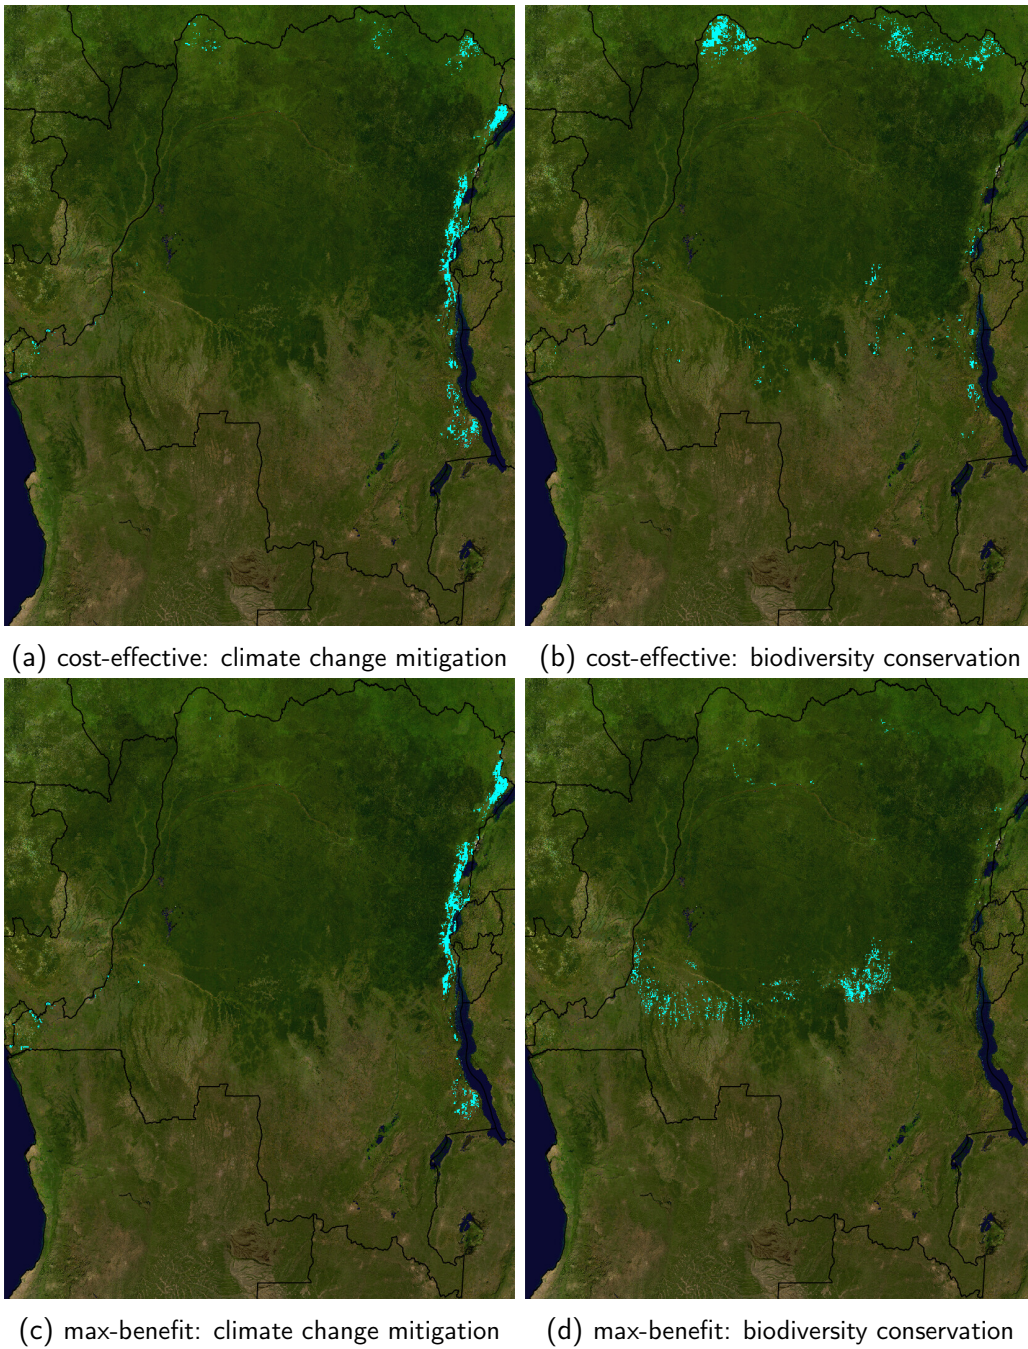 (a) cost-effective: climate change mitigation
(b) cost-effective: biodiversity conservation
(c) max-benefit: climate change mitigation
(d) max-benefit: biodiversity conservation